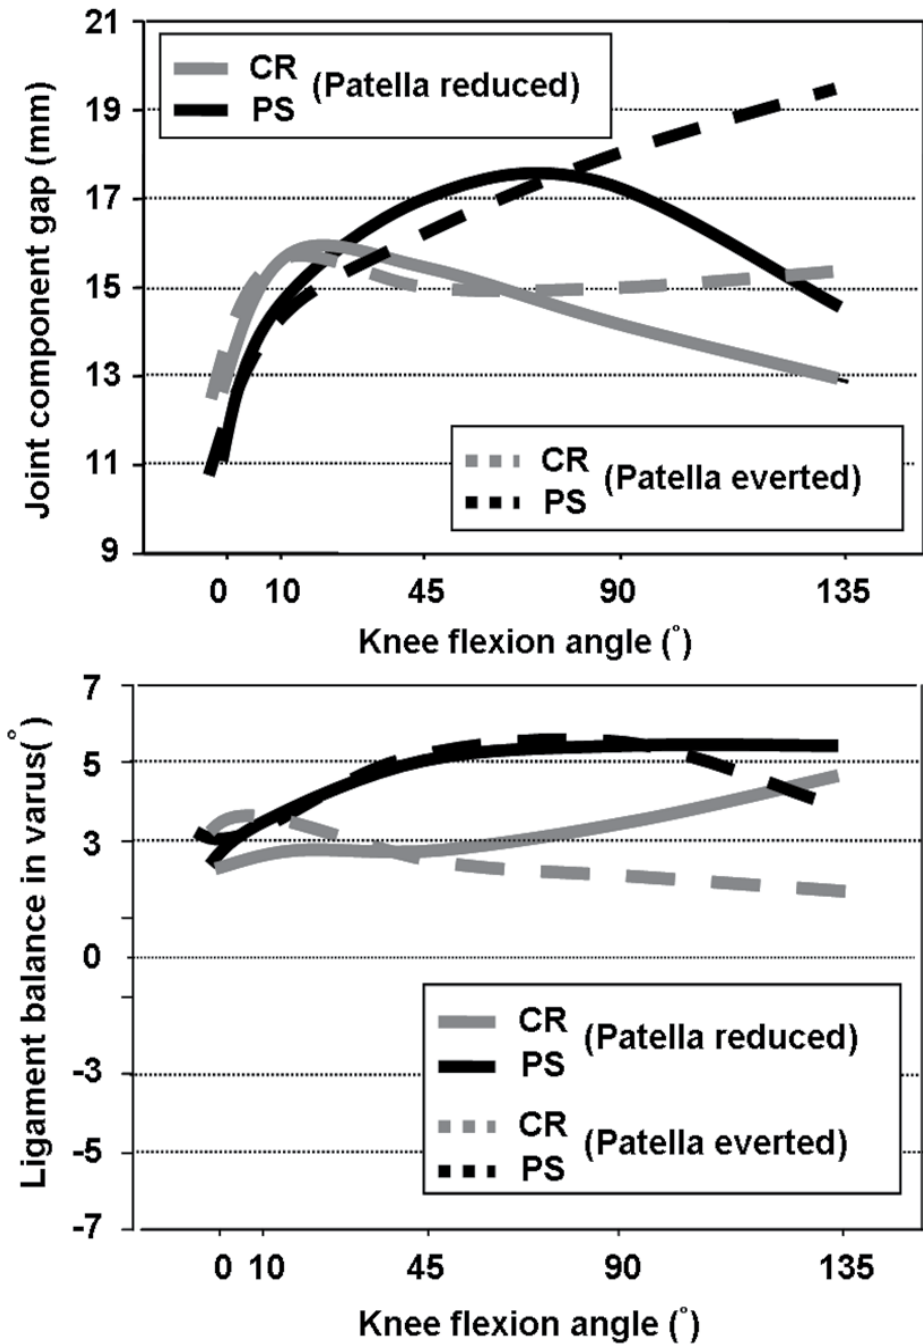 21
19
17
15
13
11
9
Joint component gap (mm)
CR
PS
(Patella reduced)
CR
PS
(Patella everted)
0 10 45 90 135
Knee flexion angle (°)
7
5
3
0
-3
-5
-7
Ligament balance in varus(°)
CR
PS
(Patella reduced)
CR
PS
(Patella everted)
0 10 45 90 135
Knee flexion angle (°)